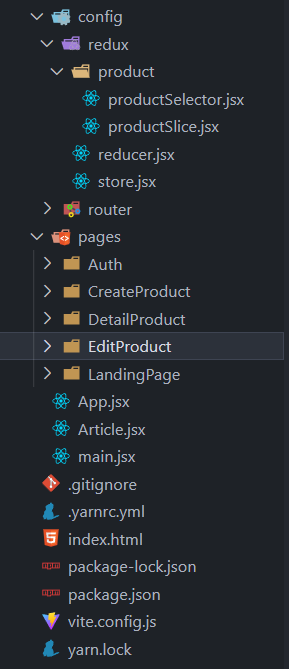 config
redux
product
productSelector.jsx
productSlice.jsx
reducer.jsx
store.jsx
router
pages
Auth
CreateProduct
DetailProduct
EditProduct
LandingPage
App.jsx
Article.jsx
main.jsx
.gitignore
.yarnrc.yml
index.html
package-lock.json
package.json
vite.config.js
yarn.lock